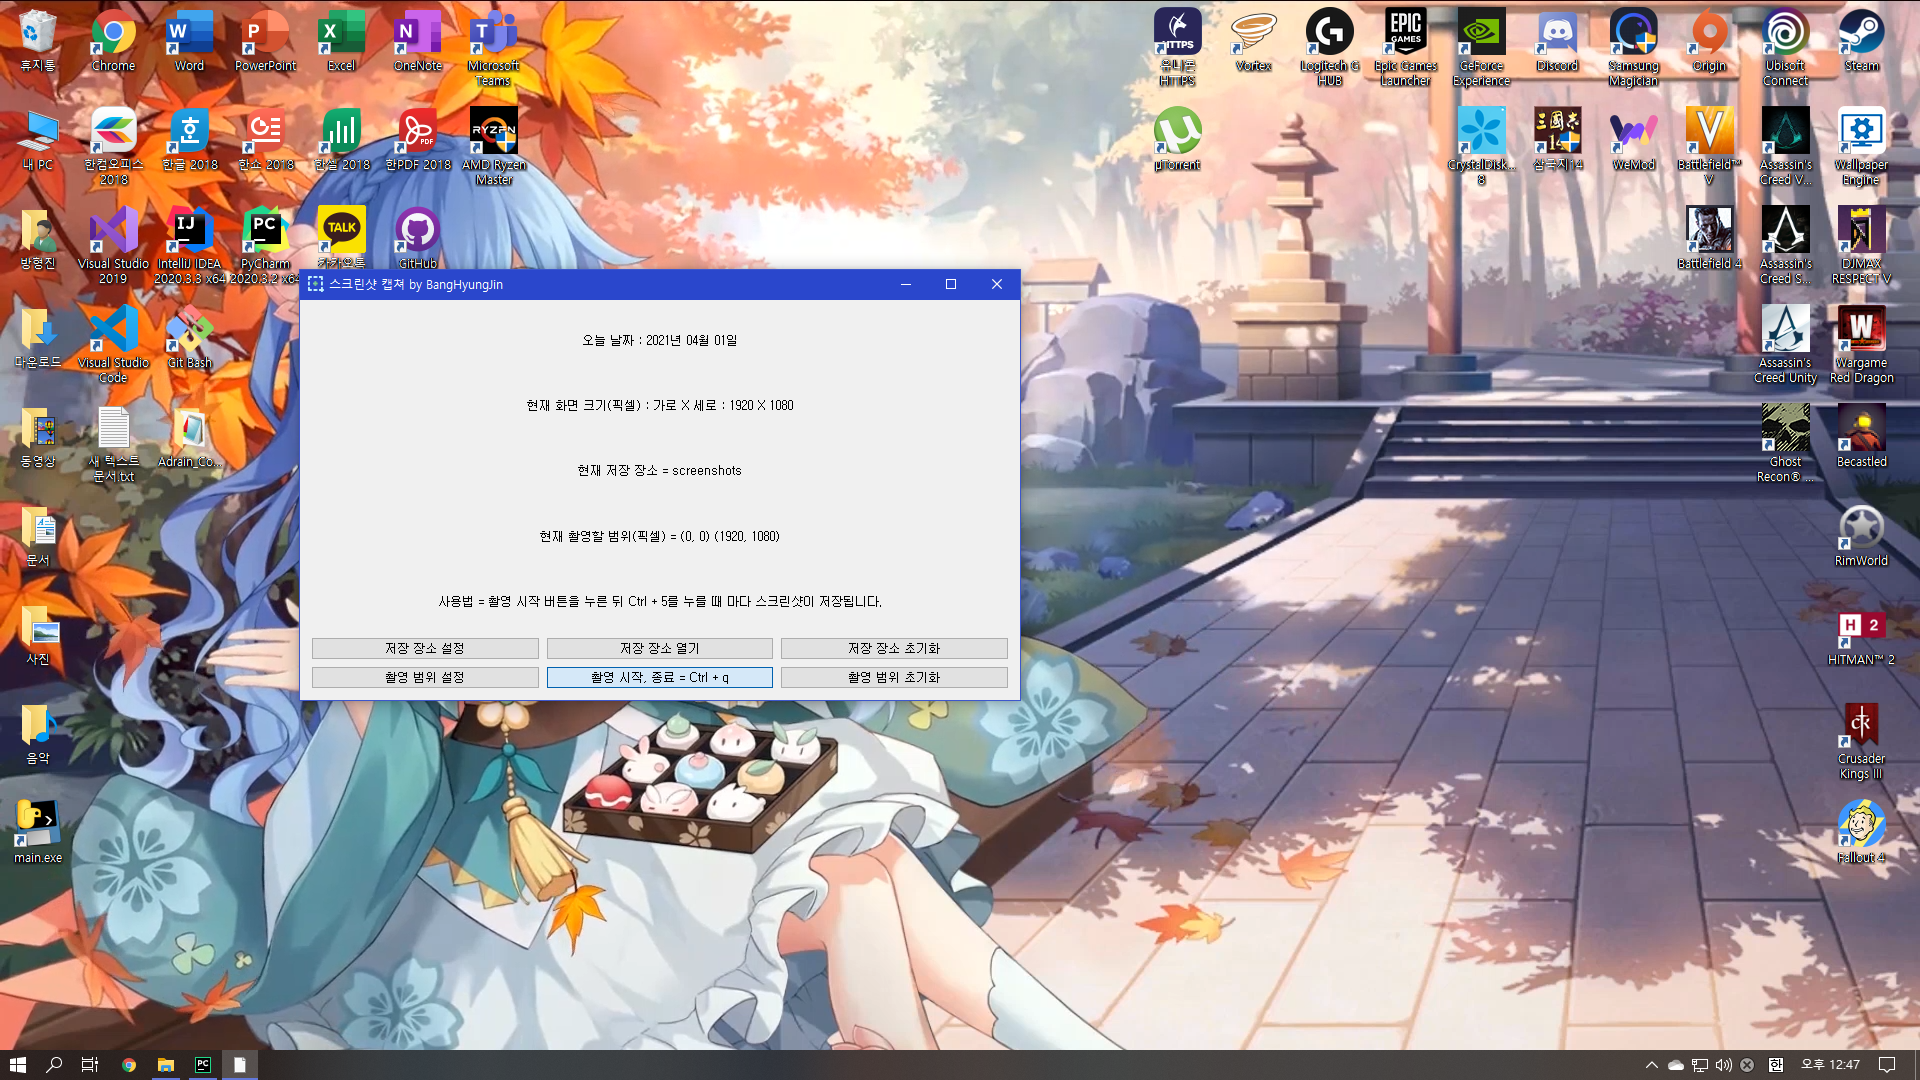 휴지통
Chrome
Word
PowerPoint
Excel
OneNote
Microsoft
Teams
유니콘
HTTPS
Vortex
Logitech G
HUB
Epic Games
Launcher
GeForce
Experience
Discord
Samsung
Magician
Origin
Ubisoft
Connect
Steam
내 PC
한컴오피스
2018
한글 2018
한쇼 2018
한셀 2018
한PDF 2018
AMD Ryzen
Master
µTorrent
CrystalDisk...
8
삼국지14
WeMod
Battlefield™
V
Assassin's
Creed V...
Wallpaper
Engine
방형진
Visual Studio
2019
IntelliJ IDEA
2020.3.3 x64
PyCharm
2020.3.2 x64
카카오톡
GitHub
Battlefield 4
Assassin's
Creed S...
DJMAX
RESPECT V
스크린샷 캡쳐 by BangHyungJin
오늘 날짜 : 2021년 04월 01일
현재 화면 크기(픽셀) : 가로 X 세로 : 1920 X 1080
현재 저장 장소 = screenshots
현재 촬영할 범위(픽셀) = (0, 0) (1920, 1080)
사용법 = 촬영 시작 버튼을 누른 뒤 Ctrl + 5를 누를 때 마다 스크린샷이 저장됩니다.
저장 장소 설정
저장 장소 열기
저장 장소 초기화
촬영 범위 설정
촬영 시작, 종료 = Ctrl + q
촬영 범위 초기화
다운로드
Visual Studio
Code
Git Bash
Assassin's
Creed Unity
Wargame
Red Dragon
동영상
새 텍스트
문서.txt
Adrain_Co...
Ghost
Recon® ...
Becastled
문서
RimWorld
사진
HITMAN™ 2
음악
Crusader
Kings III
main.exe
Fallout 4
한
오후 12:47